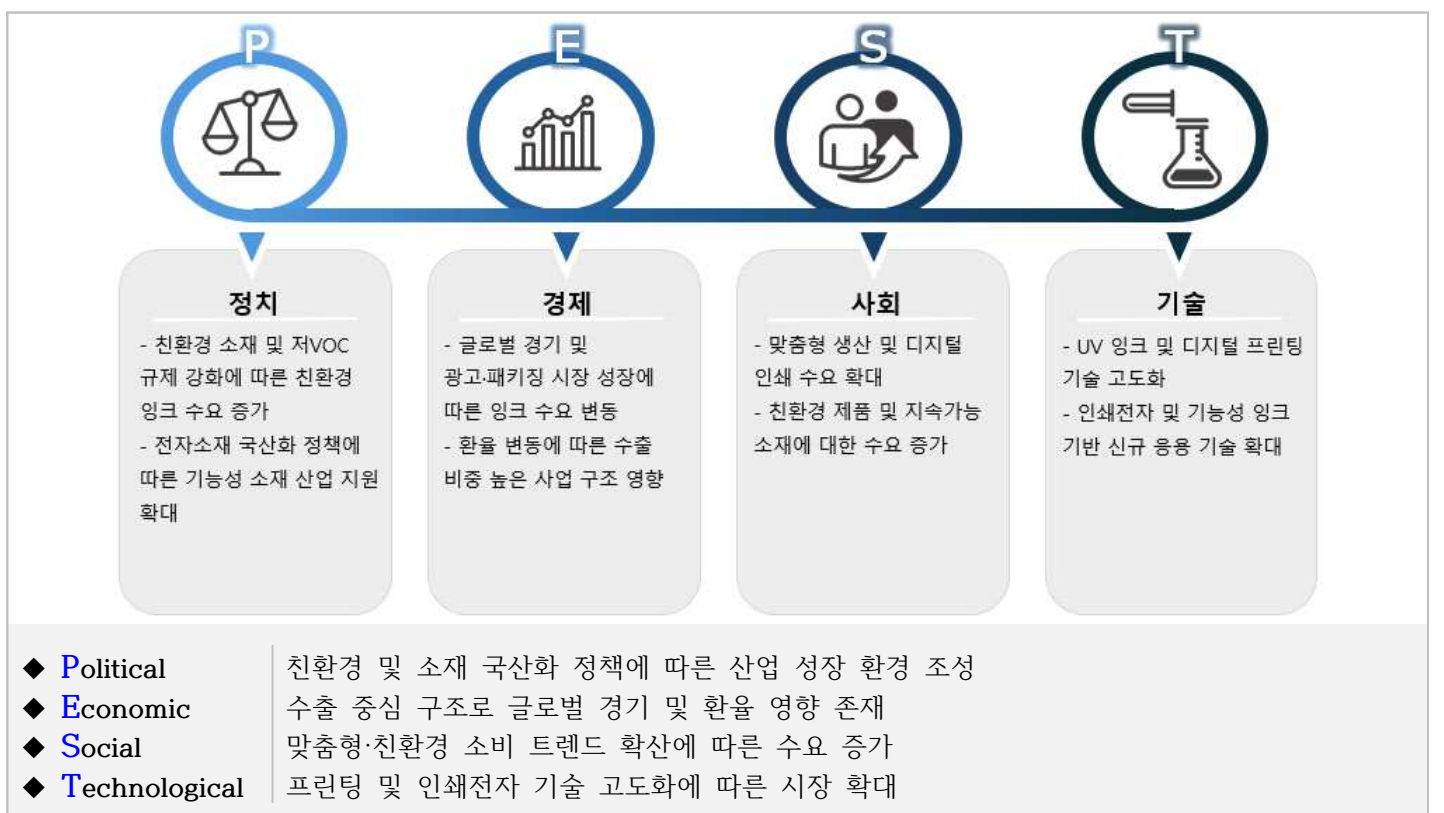 P E S T
정치
- 친환경 소재 및 저VOC
규제 강화에 따른 친환경
잉크 수요 증가
- 전자소재 국산화 정책에
따른 기능성 소재 산업 지원
확대
경제
- 글로벌 경기 및
광고·패키징 시장 성장에
따른 잉크 수요 변동
- 환율 변동에 따른 수출
비중 높은 사업 구조 영향
사회
- 맞춤형 생산 및 디지털
인쇄 수요 확대
- 친환경 제품 및 지속가능
소재에 대한 수요 증가
기술
- UV 잉크 및 디지털 프린팅
기술 고도화
- 인쇄전자 및 기능성 잉크
기반 신규 응용 기술 확대
◆ Political 친환경 및 소재 국산화 정책에 따른 산업 성장 환경 조성
◆ Economic 수출 중심 구조로 글로벌 경기 및 환율 영향 존재
◆ Social 맞춤형·친환경 소비 트렌드 확산에 따른 수요 증가
◆ Technological 프린팅 및 인쇄전자 기술 고도화에 따른 시장 확대